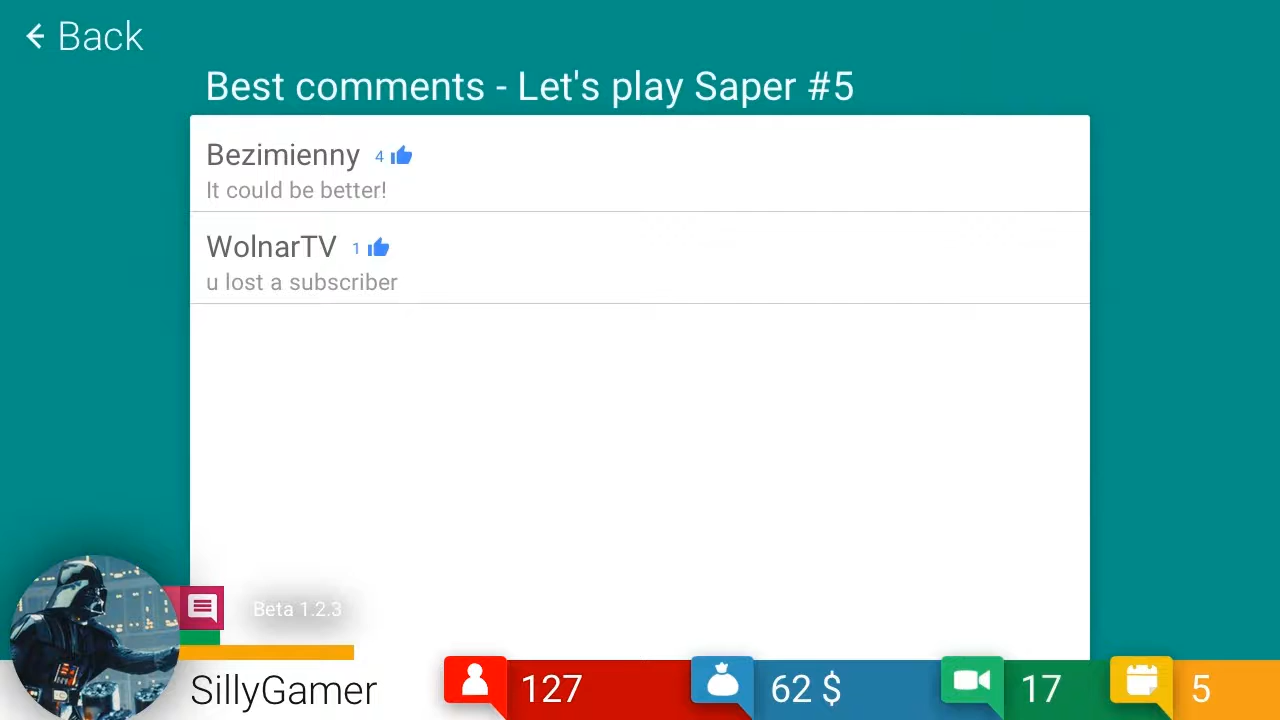 Back
Best comments - Let's play Saper #5
Bezimienny 4
It could be better!
WolnarTV 1
u lost a subscriber
Beta 1.2.3
SillyGamer 127 62 $ 17 5